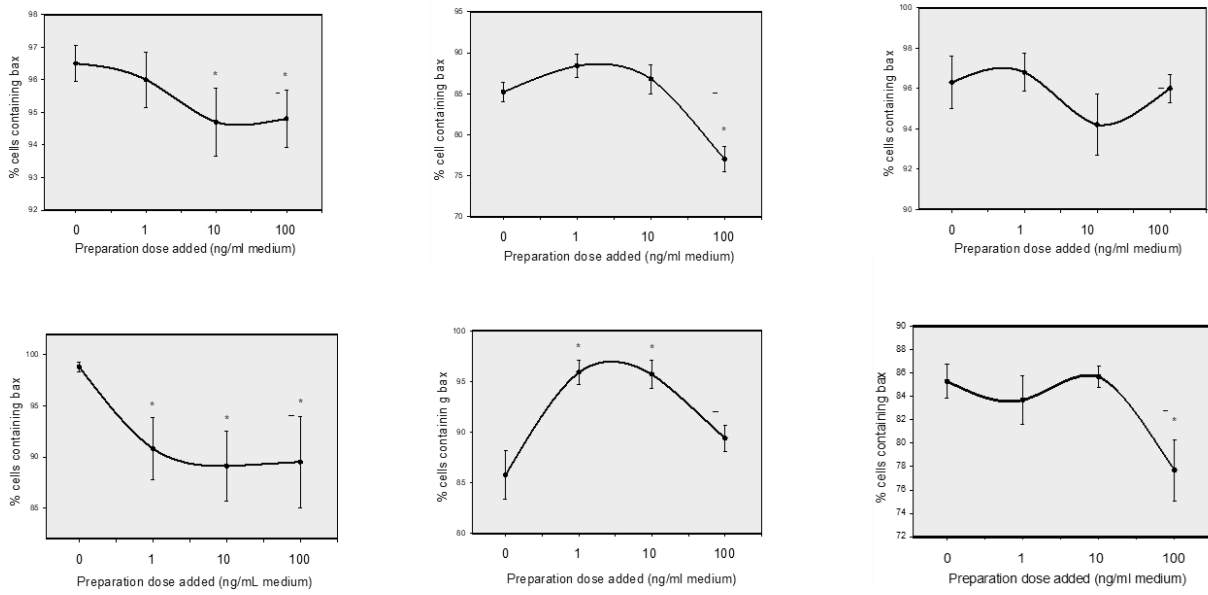 98
97
96
95
94
93
92
% cells containing bax
*
*
0 1 10 100
Preparation dose added (ng/ml medium)
95
90
85
80
75
70
% cell containing bax
*
0 1 10 100
Preparation dose added (ng/ml medium)
100
98
96
94
92
90
% cells containing bax
0 1 10 100
Preparation dose added (ng/ml medium)
100
95
90
85
% cells containing bax
*
*
*
0 1 10 100
Preparation dose added (ng/mL medium)
100
95
90
85
80
% cells containin g bax
*
*
0 1 10 100
Preparation dose added (ng/ml medium)
90
86
84
82
80
78
76
74
72
% cells containing bax
*
0 1 10 100
Preparation dose added (ng/ml medium)